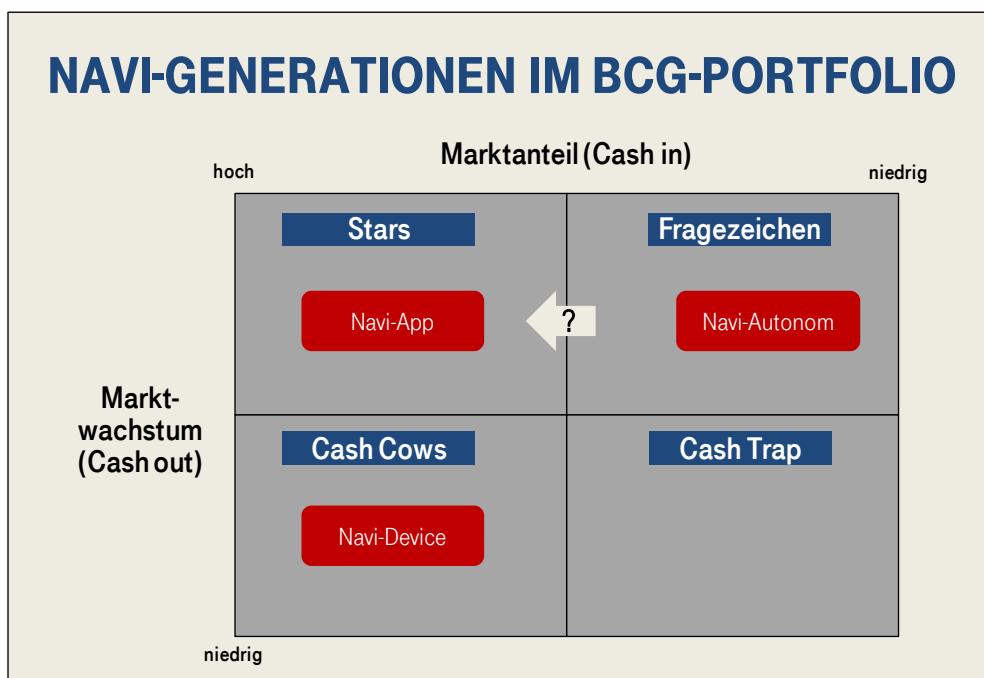 NAVI-GENERATIONEN IM BCG-PORTFOLIO
Marktanteil (Cash in)
hoch
niedrig
Stars
Fragezeichen
Navi-App
?
Navi-Autonom
Markt-
wachstum
(Cash out)
Cash Cows
Cash Trap
Navi-Device
niedrig